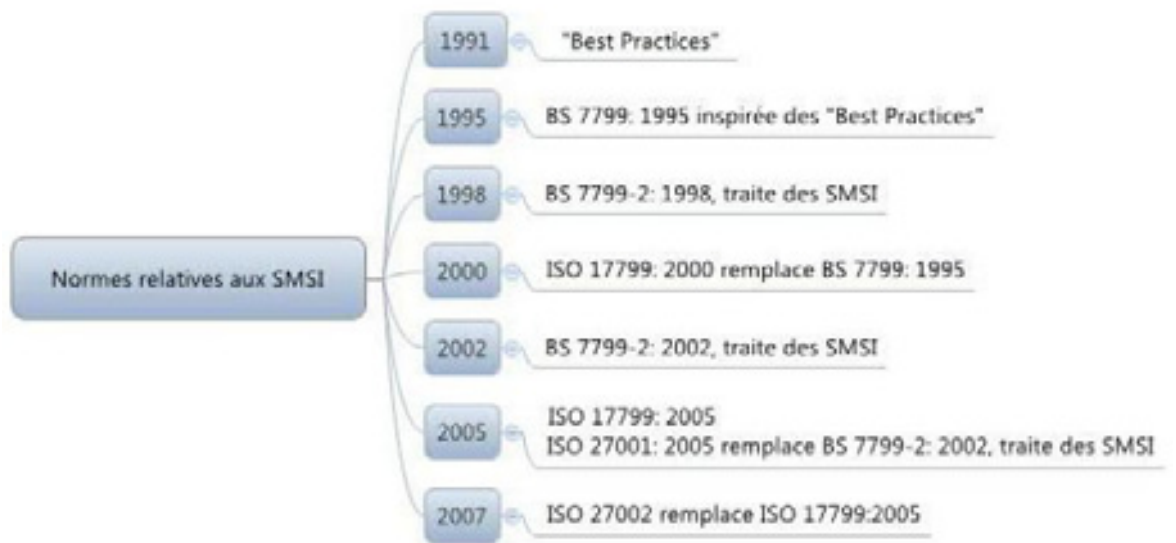 1991
"Best Practices"
1995
BS 7799: 1995 inspirée des "Best Practices"
1998
BS 7799-2: 1998, traite des SMSI
Normes relatives aux SMSI
2000
ISO 17799: 2000 remplace BS 7799: 1995
2002
BS 7799-2: 2002, traite des SMSI
2005
ISO 17799: 2005
ISO 27001: 2005 remplace BS 7799-2: 2002, traite des SMSI
2007
ISO 27002 remplace ISO 17799:2005